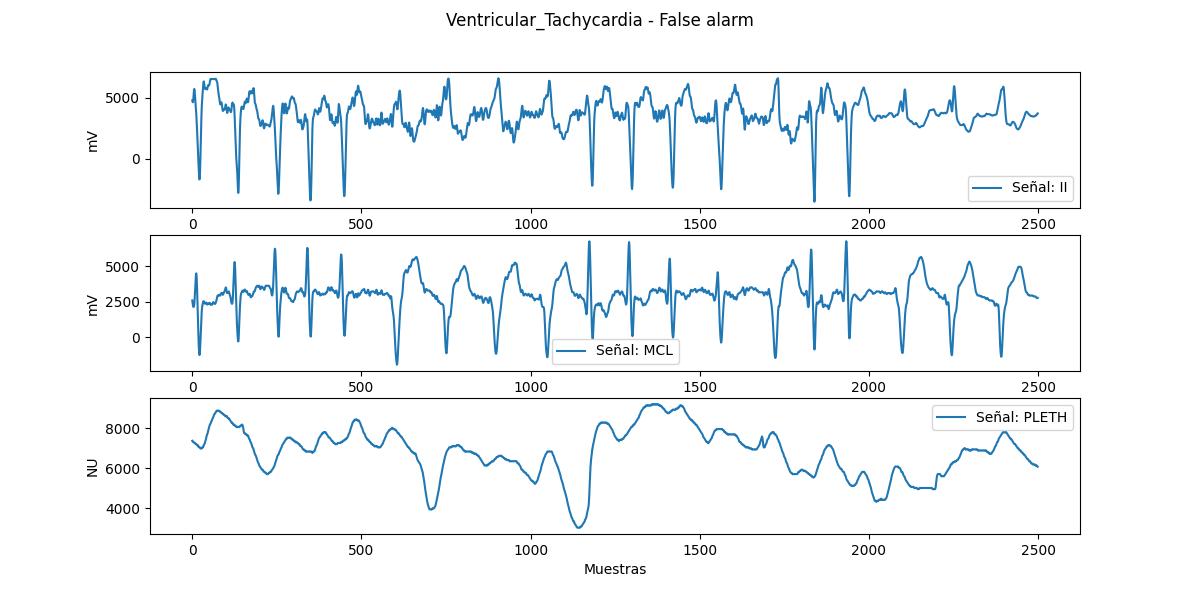 Ventricular_Tachycardia - False alarm
5000
0
mV
Señal: II
0 500 1000 1500 2000 2500
5000
2500
0
mV
Señal: MCL
0 500 1000 1500 2000 2500
8000
6000
4000
NU
Señal: PLETH
0 500 1000 1500 2000 2500
Muestras